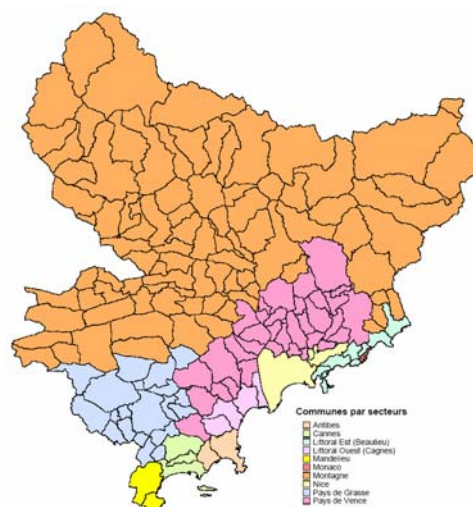 Communes par secteurs
Antibes
Cannes
Littoral Est (Beaulieu)
Littoral Ouest (Cagnes)
Mandelieu
Monaco
Montagne
Nice
Pays de Grasse
Pays de Vence